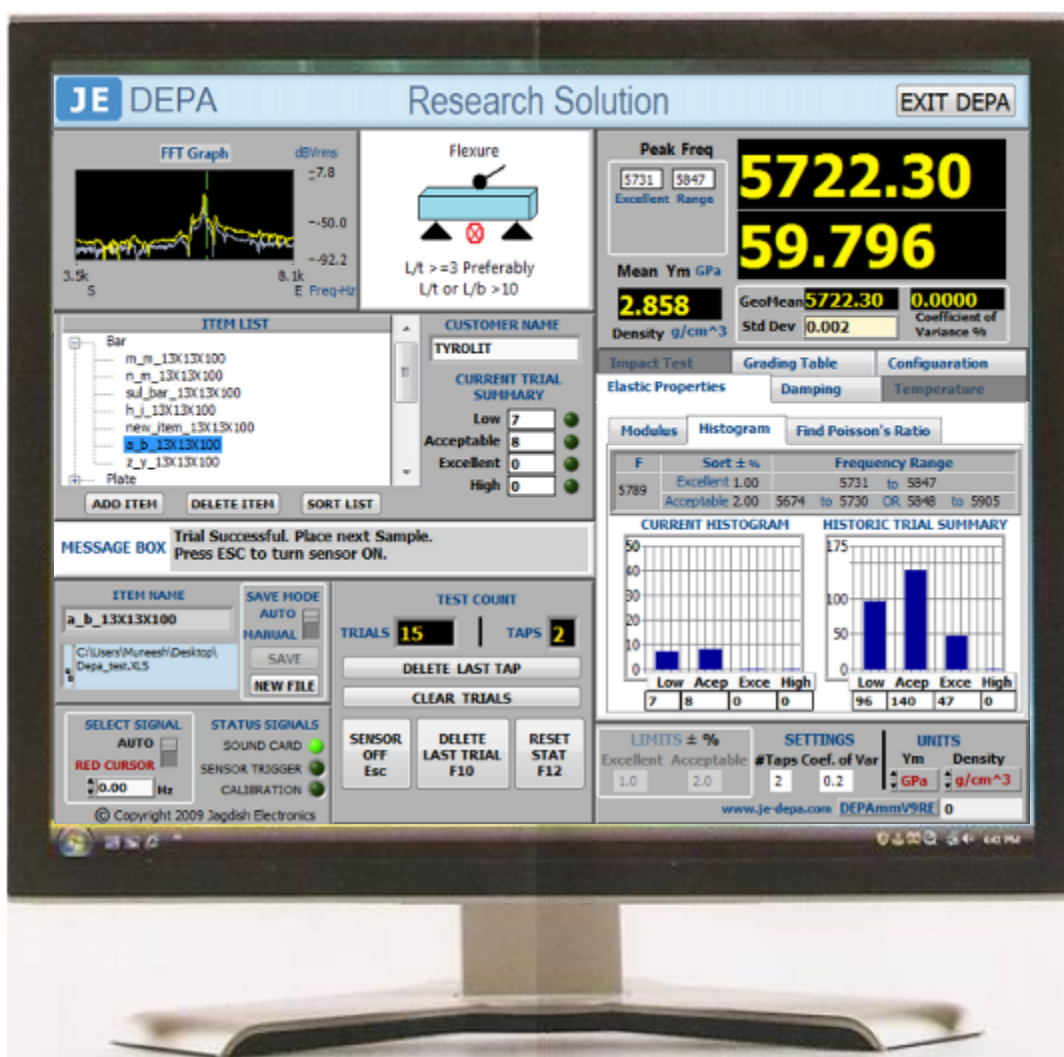 JE DEPA
Research Solution
EXIT DEPA
FFT Graph
dBVrms
-7.8
-50.0
-92.2
3.5k
8.1k
S
E Freq-Hz
Flexure
L/t >=3 Preferably
L/t or L/b >10
Peak Freq
5731 5847
Excellent Range
5722.30
59.796
Mean Ym GPa
2.858
Density g/cm^3
GeoMean 5722.30 0.0000
Std Dev 0.002
Coefficient of
Variance %
ITEM LIST
Bar
m_m_13X13X100
n_m_13X13X100
sul_bar_13X13X100
h_j_13X13X100
new_item_13X13X100
a_b_13X13X100
z_y_13X13X100
Plate
ADD ITEM DELETE ITEM SORT LIST
CUSTOMER NAME
TYROLIT
CURRENT TRIAL
SUMMARY
Low 7
Acceptable 8
Excellent 0
High 0
Impact Test Grading Table Configuaration
Elastic Properties Damping Temperature
Modulus Histogram Find Poisson's Ratio
F Sort ± % Frequency Range
5789
Excellent 1.00 5731 to 5847
Acceptable 2.00 5674 to 5730 OR 5848 to 5905
CURRENT HISTOGRAM
50
40
30
20
10
0
Low Acep Exce High
7 8 0 0
HISTORIC TRIAL SUMMARY
175
100
50
0
Low Acep Exce High
96 140 47 0
MESSAGE BOX
Trial Successful. Place next Sample.
Press ESC to turn sensor ON.
ITEM NAME
a_b_13X13X100
C:\Users\Muneesh\Desktop\
Depa_test.XLS
SAVE MODE
AUTO
MANUAL
SAVE
NEW FILE
TEST COUNT
TRIALS 15 TAPS 2
DELETE LAST TAP
CLEAR TRIALS
SENSOR
OFF
Esc
DELETE
LAST TRIAL
F10
RESET
STAT
F12
SELECT SIGNAL
AUTO
RED CURSOR
0.00 Hz
STATUS SIGNALS
SOUND CARD
SENSOR TRIGGER
CALIBRATION
© Copyright 2009 Jagdish Electronics
LIMITS ± %
Excellent Acceptable
1.0 2.0
SETTINGS
#Taps Coef. of Var
2 0.2
UNITS
Ym Density
GPa g/cm^3
www.je-depa.com DEPAmmV9RE 0